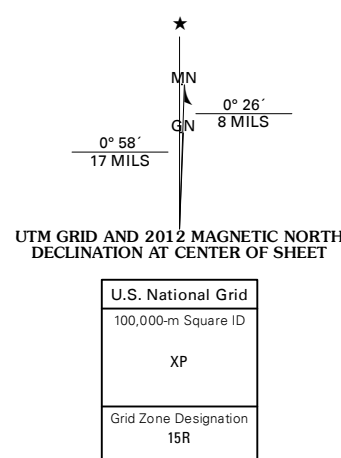 ★
MN
0° 26´
8 MILS
GN
0° 58´
17 MILS
UTM GRID AND 2012 MAGNETIC NORTH
DECLINATION AT CENTER OF SHEET
U.S. National Grid
100,000-m Square ID
XP
Grid Zone Designation
15R